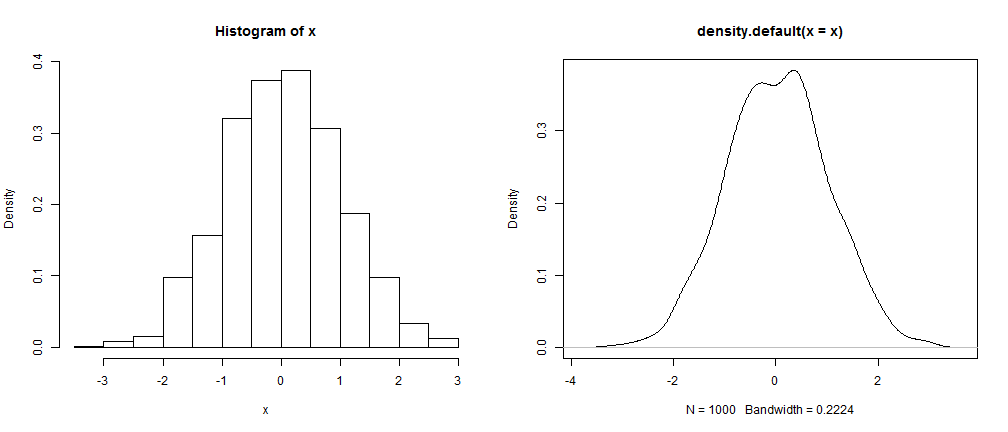 Histogram of x
Density
0.0 0.1 0.2 0.3 0.4
-3 -2 -1 0 1 2 3
x
density.default(x = x)
Density
0.0 0.1 0.2 0.3
-4 -2 0 2
N = 1000 Bandwidth = 0.2224